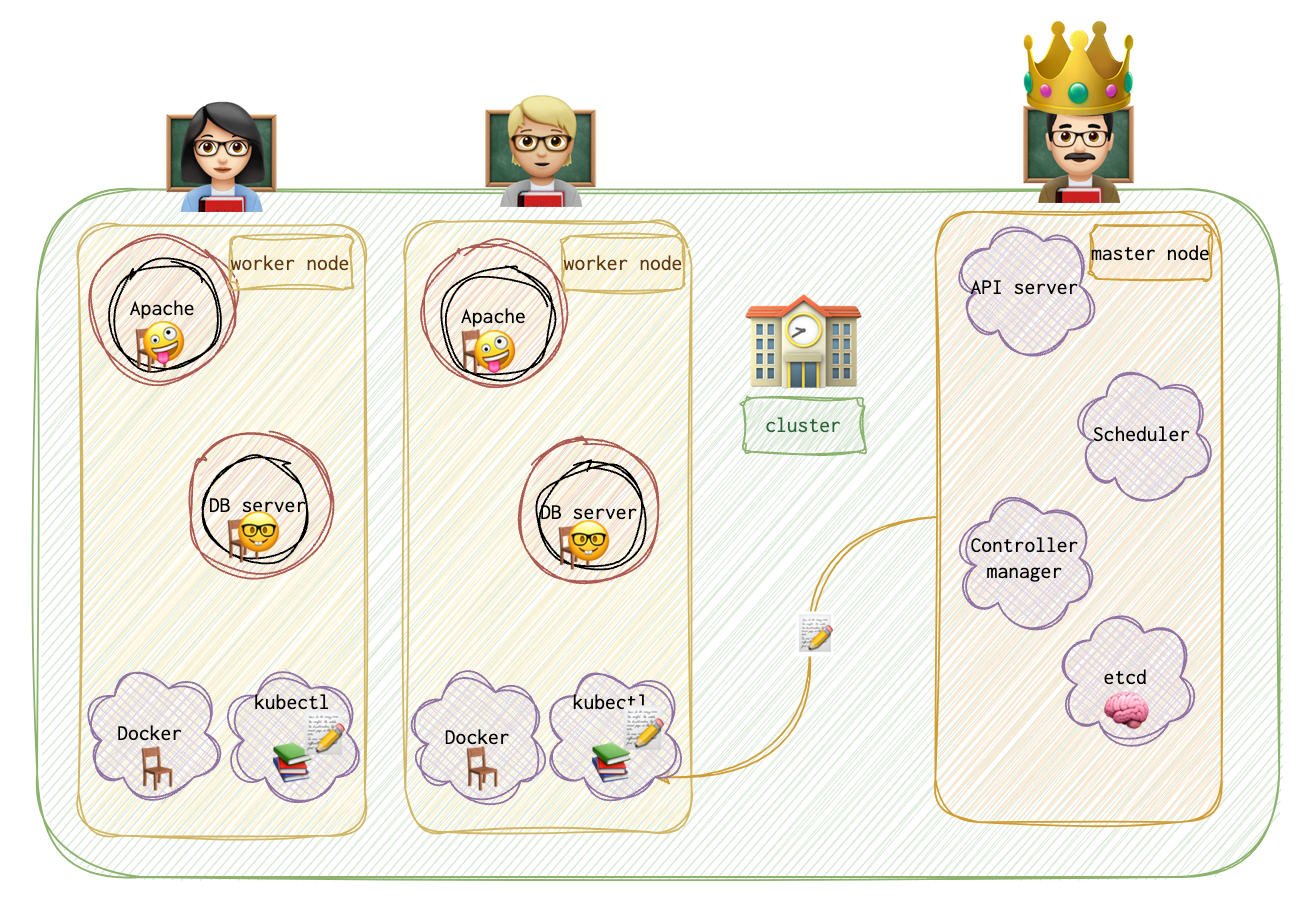 worker node
Apache
DB server
Docker
kubectl
worker node
Apache
DB server
Docker
kubectl
cluster
master node
API server
Scheduler
Controller
manager
etcd